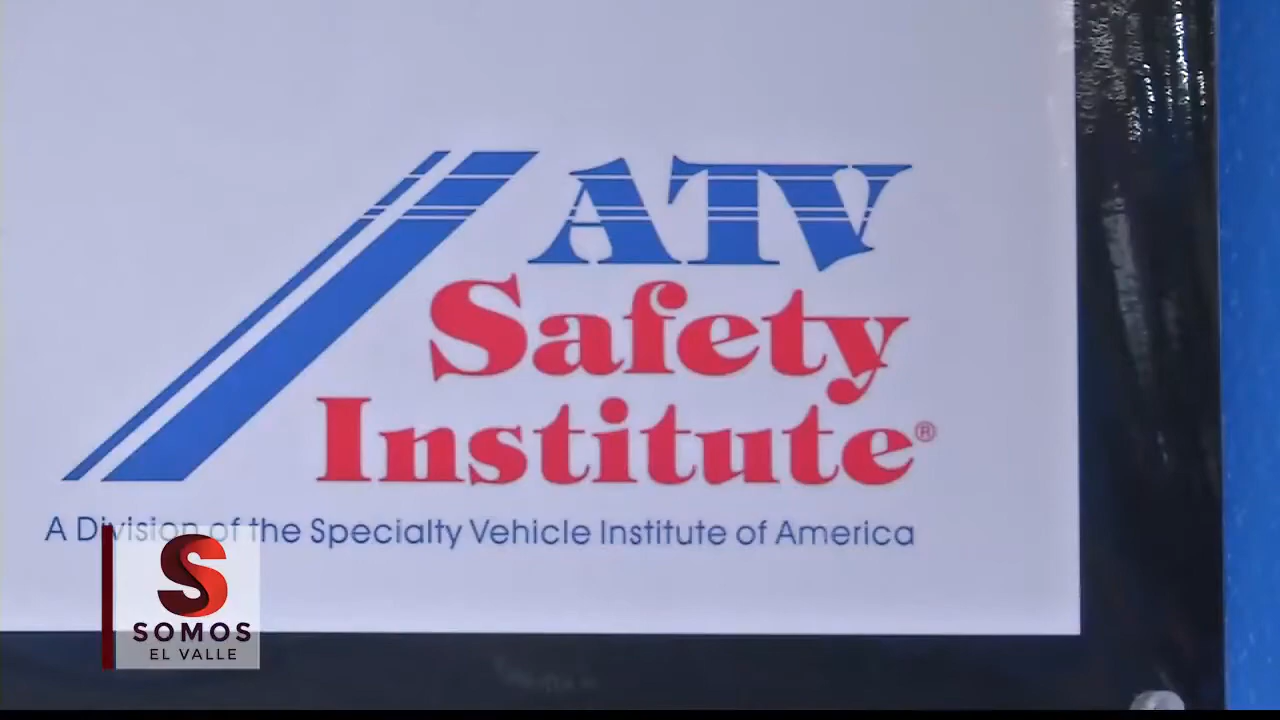 ATV
Safety
Institute®
A Division of the Specialty Vehicle Institute of America
S
SOMOS
EL VALLE